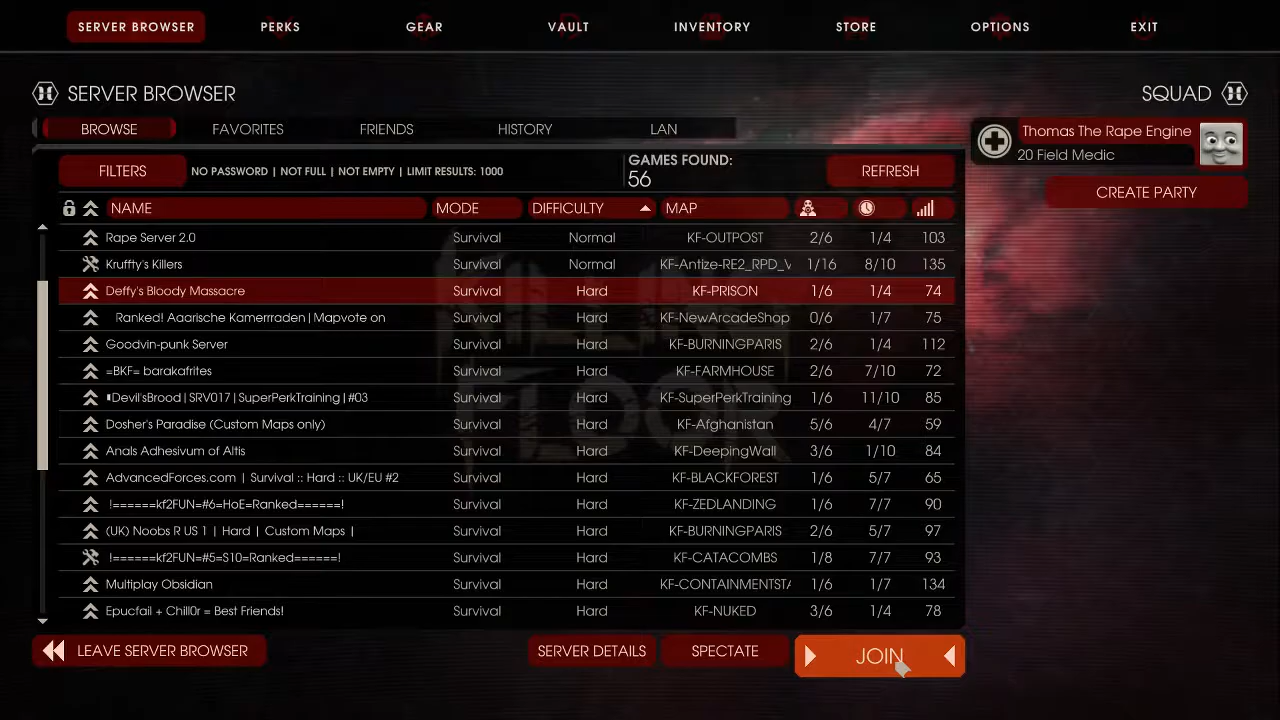 SERVER BROWSER PERKS GEAR VAULT INVENTORY STORE OPTIONS EXIT
SERVER BROWSER
SQUAD
BROWSE FAVORITES FRIENDS HISTORY LAN
Thomas The Rape Engine
20 Field Medic
CREATE PARTY
FILTERS NO PASSWORD | NOT FULL | NOT EMPTY | LIMIT RESULTS: 1000
GAMES FOUND:
56
REFRESH
NAME MODE DIFFICULTY MAP
Rape Server 2.0 Survival Normal KF-OUTPOST 2/6 1/4 103
Kruffty's Killers Survival Normal KF-Antize-RE2_RPD_V 1/16 8/10 135
Deffy's Bloody Massacre Survival Hard KF-PRISON 1/6 1/4 74
Ranked! Aaarische Kamerrraden|Mapvote on Survival Hard KF-NewArcadeShop 0/6 1/7 75
Goodvin-punk Server Survival Hard KF-BURNINGPARIS 2/6 1/4 112
=BKF= barakafrites Survival Hard KF-FARMHOUSE 2/6 7/10 72
▮Devil'sBrood|SRV017|SuperPerkTraining|#03 Survival Hard KF-SuperPerkTraining 1/6 11/10 85
Dosher's Paradise (Custom Maps only) Survival Hard KF-Afghanistan 5/6 4/7 59
Anals Adhesivum of Altis Survival Hard KF-DeepingWall 3/6 1/10 84
AdvancedForces.com | Survival :: Hard :: UK/EU #2 Survival Hard KF-BLACKFOREST 1/6 5/7 65
!======kf2FUN=#6=HoE=Ranked======! Survival Hard KF-ZEDLANDING 1/6 7/7 90
(UK) Noobs R US 1 | Hard | Custom Maps | Survival Hard KF-BURNINGPARIS 2/6 5/7 97
!======kf2FUN=#5=S10=Ranked======! Survival Hard KF-CATACOMBS 1/8 7/7 93
Multiplay Obsidian Survival Hard KF-CONTAINMENTSTA 1/6 1/7 134
Epucfail + Chill0r = Best Friends! Survival Hard KF-NUKED 3/6 1/4 78
KILLING
FLOOR
LEAVE SERVER BROWSER SERVER DETAILS SPECTATE JOIN